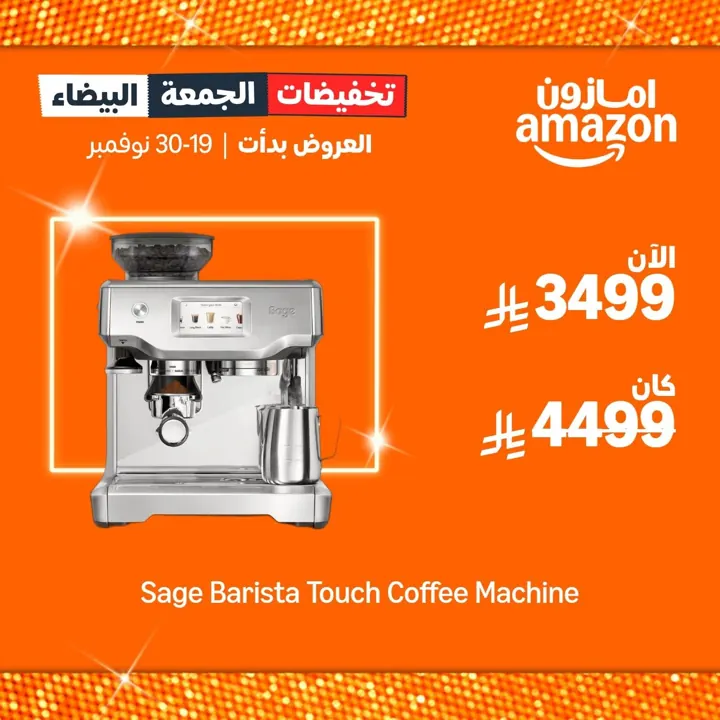 تخفيضات الجمعة البيضاء
العروض بدأت | 19-30 نوفمبر
امازون
amazon
الآن
3499
كان
4499
Sage
Sage Barista Touch Coffee Machine